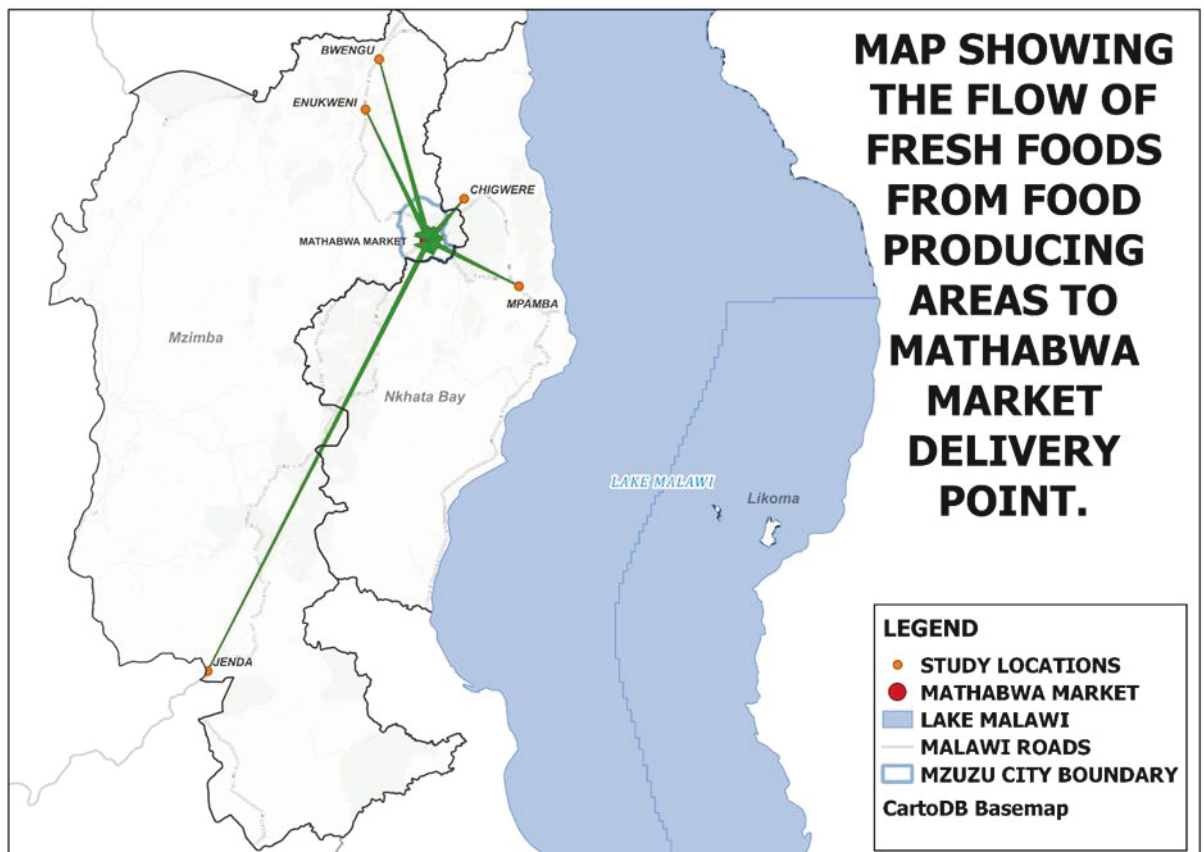 MAP SHOWING
THE FLOW OF
FRESH FOODS
FROM FOOD
PRODUCING
AREAS TO
MATHABWA
MARKET
DELIVERY
POINT.
BWENGU
ENUKWENI
CHIGWERE
MATHABWA MARKET
MPAMBA
Mzimba
Nkhata Bay
LAKE MALAWI
Likoma
JENDA
LEGEND
STUDY LOCATIONS
MATHABWA MARKET
LAKE MALAWI
MALAWI ROADS
MZUZU CITY BOUNDARY
CartoDB Basemap